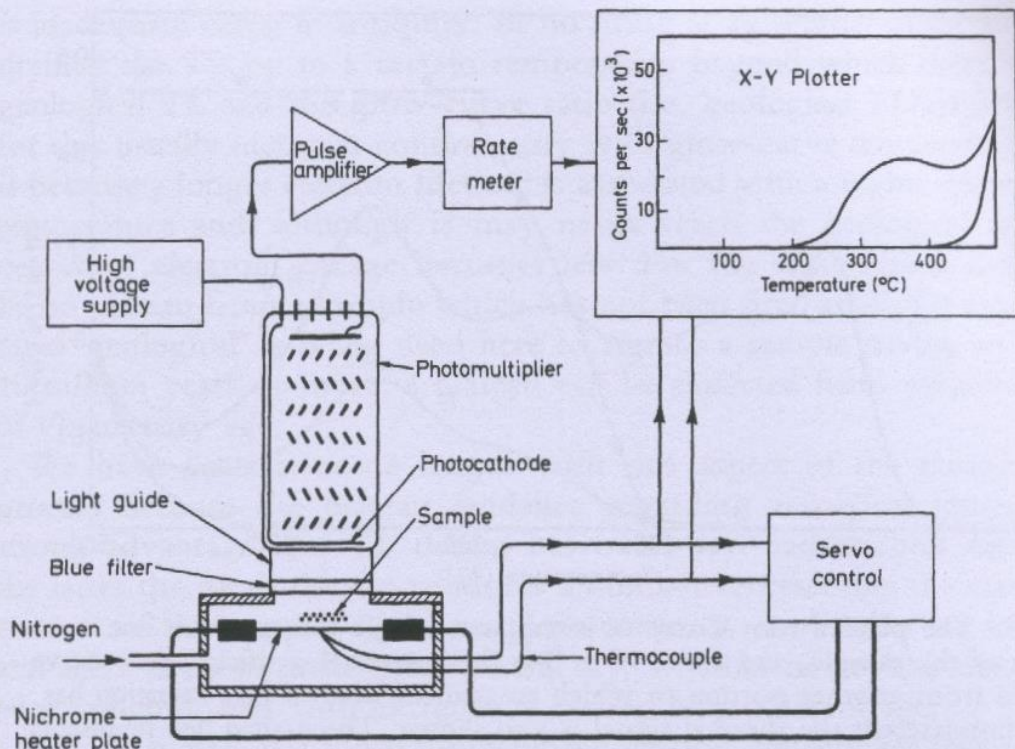 Counts per sec (x 10³)
50
30
10
X-Y Plotter
100
200
400
Temperature (°C)
Pulse
amplifier
Rate
meter
High
voltage
supply
Photomultiplier
Photocathode
Light guide
Sample
Blue filter
Servo
control
Nitrogen
Thermocouple
Nichrome
heater plate